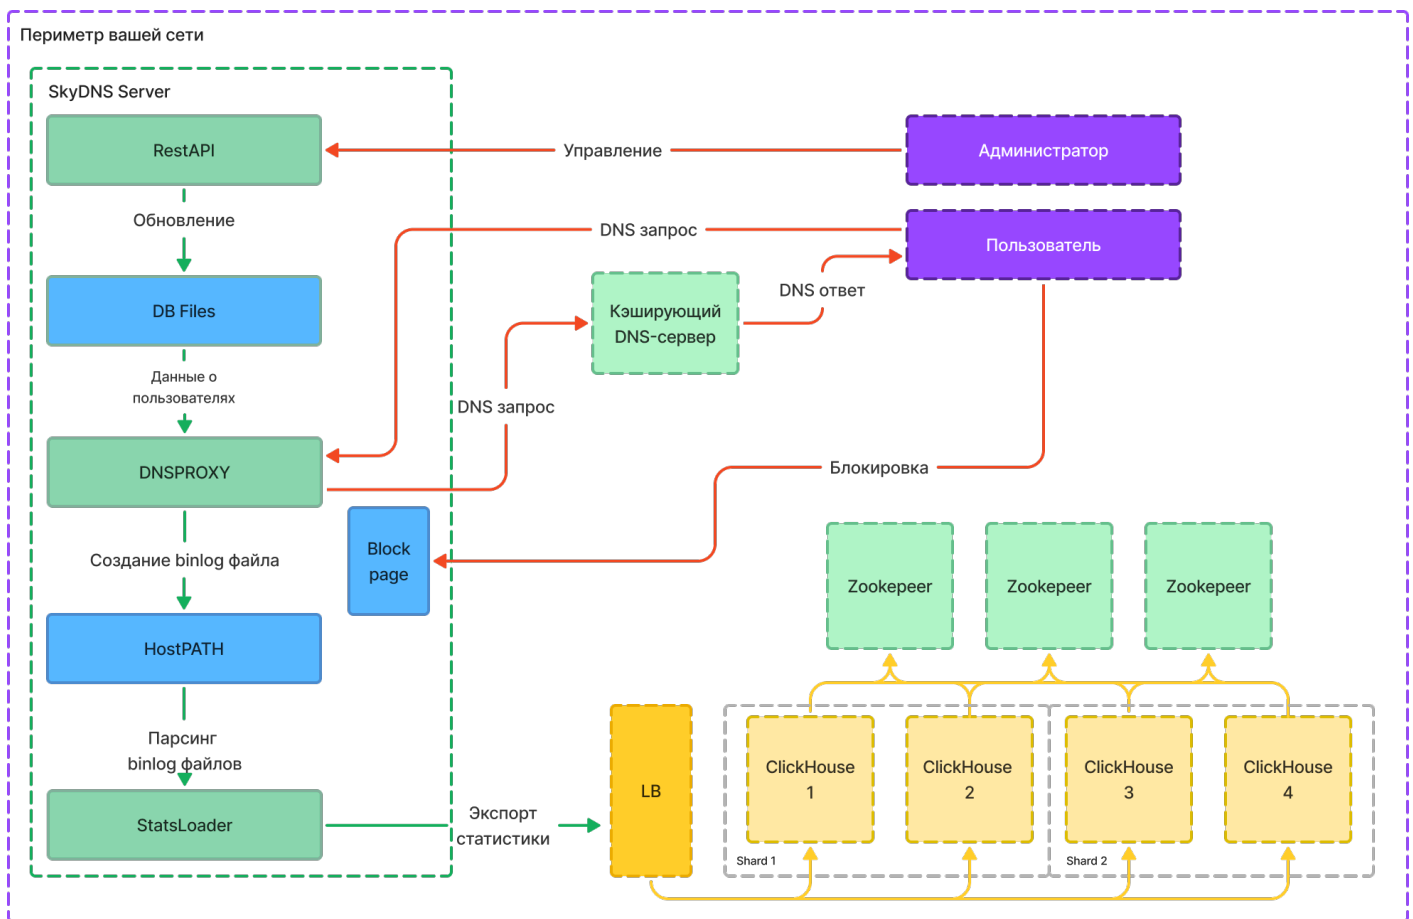 Периметр вашей сети
SkyDNS Server
RestAPI
Управление
Администратор
Обновление
DNS запрос
Пользователь
DB Files
Кэширующий
DNS-сервер
DNS ответ
Данные о
пользователях
DNS запрос
DNSPROXY
Блокировка
Block
page
Создание binlog файла
HostPATH
Zookepeer
Zookepeer
Zookepeer
Парсинг
binlog файлов
StatsLoader
Экспорт
статистики
LB
ClickHouse
1
ClickHouse
2
ClickHouse
3
ClickHouse
4
Shard 1
Shard 2